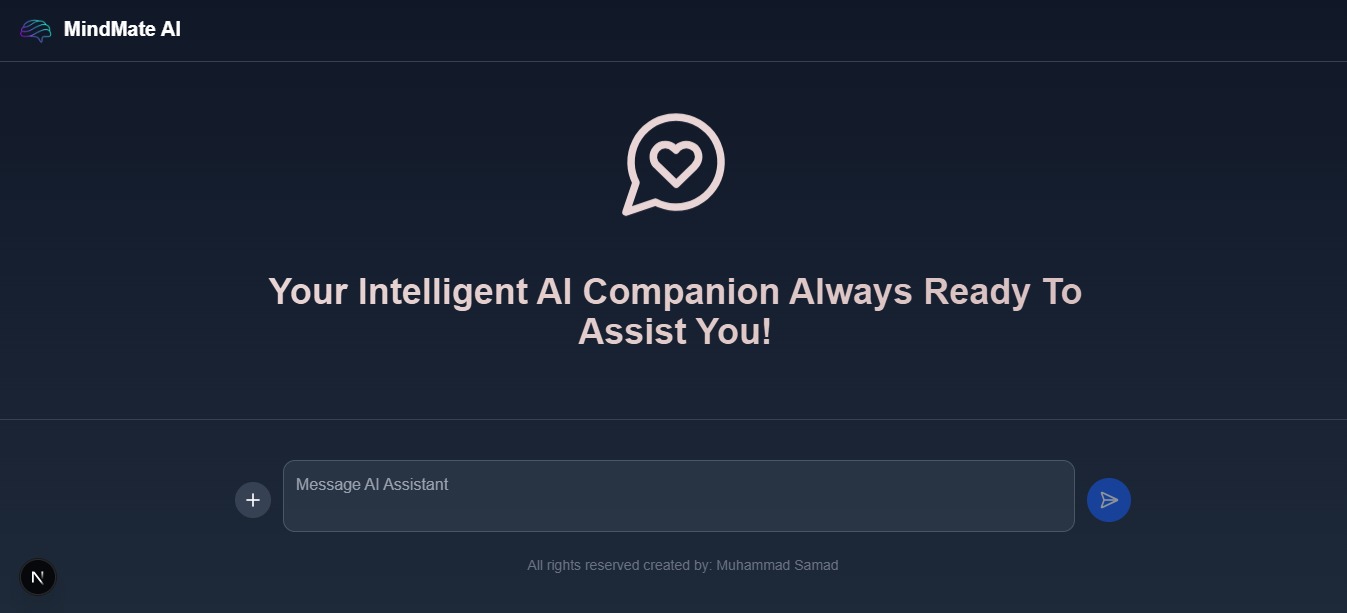 MindMate AI
Your Intelligent AI Companion Always Ready To
Assist You!
Message AI Assistant
All rights reserved created by: Muhammad Samad
N